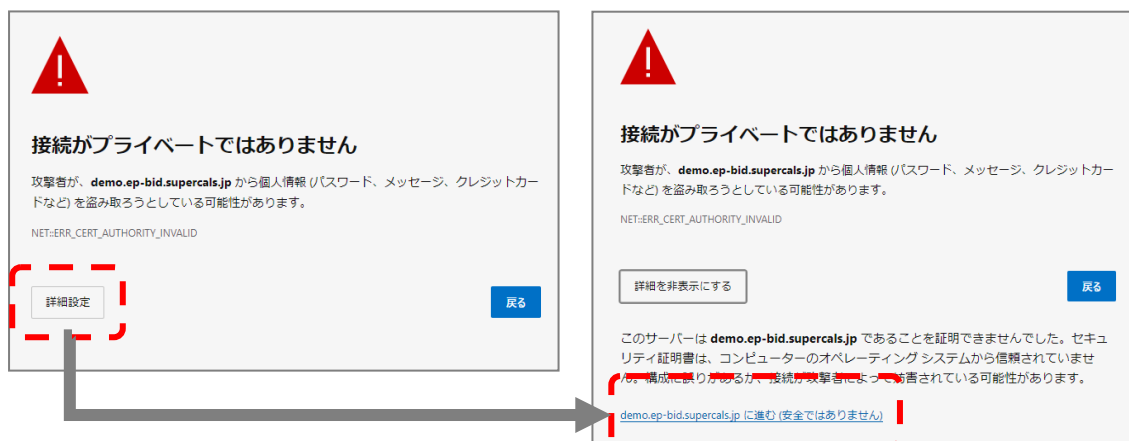 接続がプライベートではありません
攻撃者が、demo.ep-bid.supercals.jp から個人情報 (パスワード、メッセージ、クレジットカー
ドなど) を盗み取ろうとしている可能性があります。
NET::ERR_CERT_AUTHORITY_INVALID
詳細設定
戻る
接続がプライベートではありません
攻撃者が、demo.ep-bid.supercals.jp から個人情報 (パスワード、メッセージ、クレジットカー
ドなど) を盗み取ろうとしている可能性があります。
NET::ERR_CERT_AUTHORITY_INVALID
詳細を非表示にする
戻る
このサーバーは demo.ep-bid.supercals.jp であることを証明できませんでした。セキュ
リティ証明書は、コンピューターのオペレーティング システムから信頼されていませ
ん。構成に誤りがあるか、接続が攻撃者によって妨害されている可能性があります。
demo.ep-bid.supercals.jp に進む (安全ではありません)